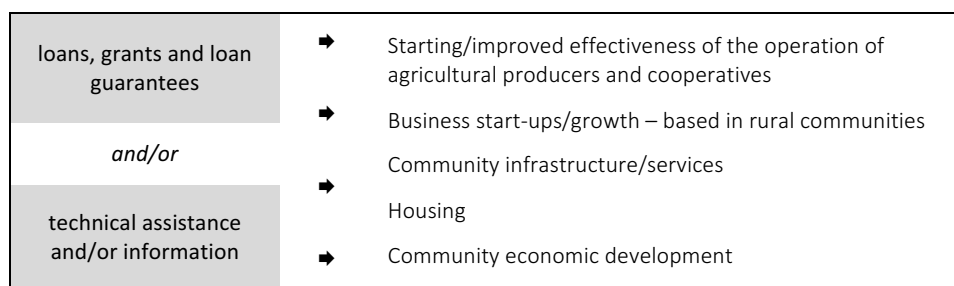 loans, grants and loan
guarantees
and/or
technical assistance
and/or information
Starting/improved effectiveness of the operation of
agricultural producers and cooperatives
Business start-ups/growth – based in rural communities
Community infrastructure/services
Housing
Community economic development